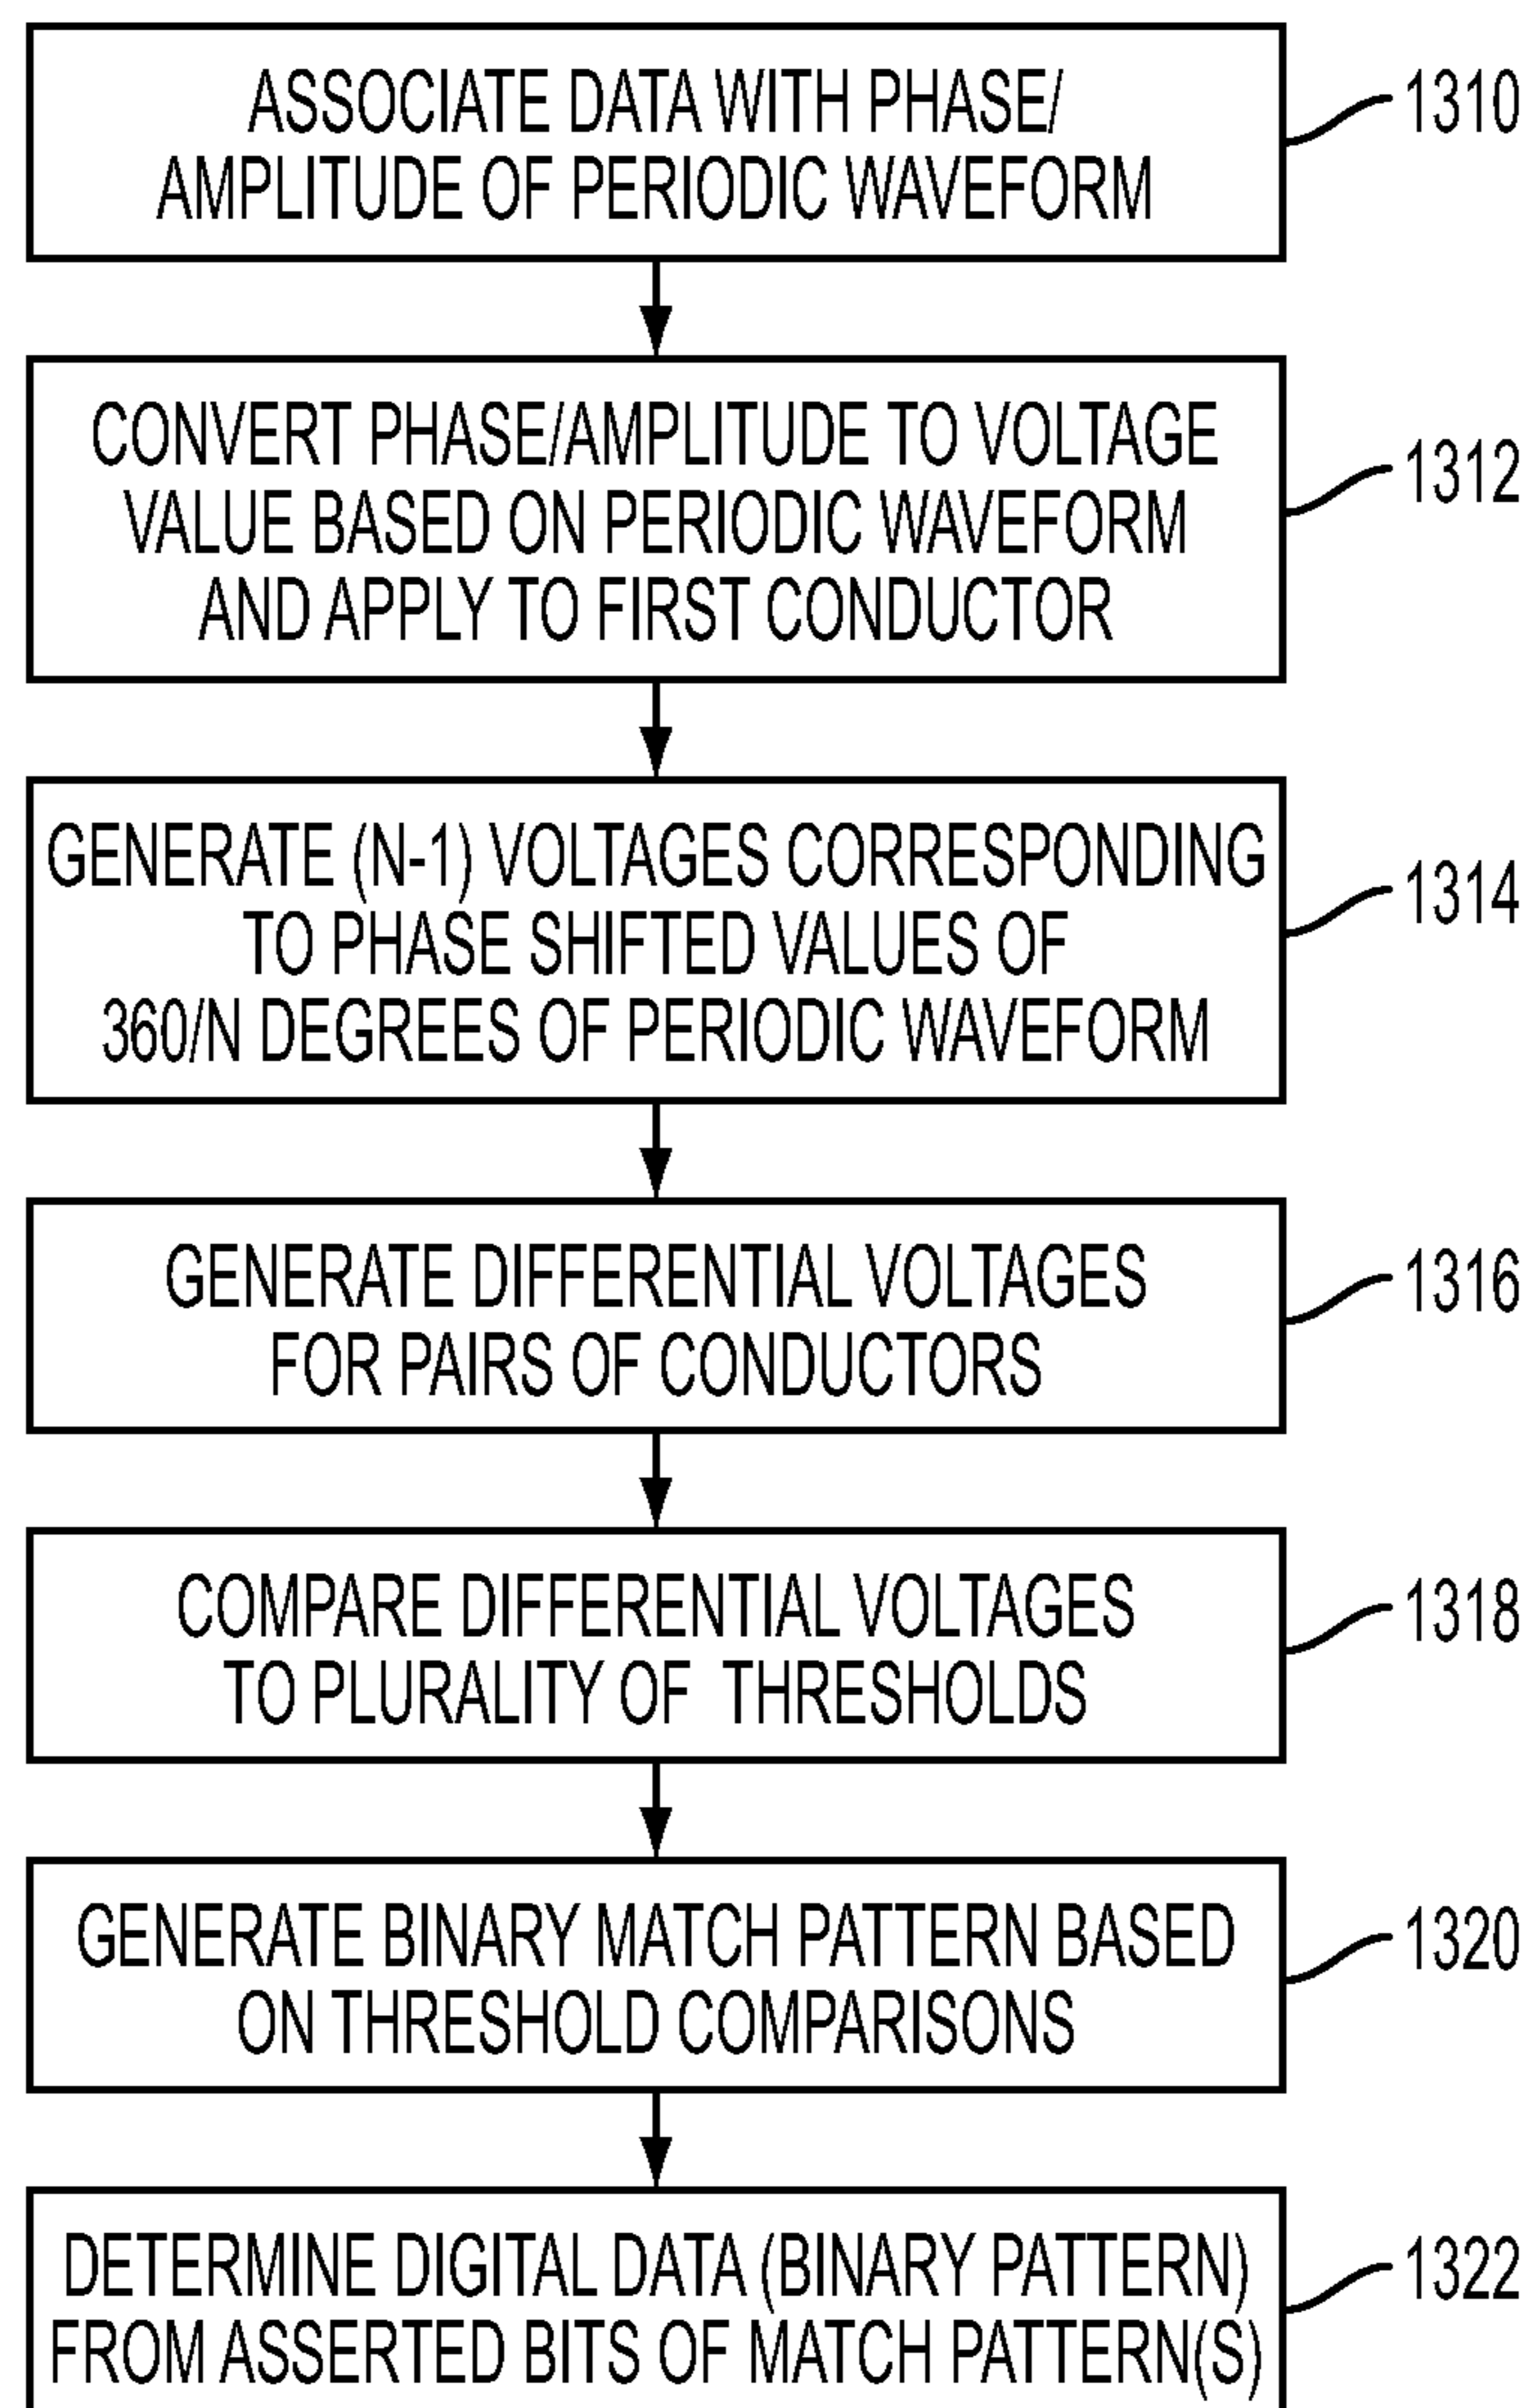 ASSOCIATE DATA WITH PHASE/
AMPLITUDE OF PERIODIC WAVEFORM
1310
CONVERT PHASE/AMPLITUDE TO VOLTAGE
VALUE BASED ON PERIODIC WAVEFORM
AND APPLY TO FIRST CONDUCTOR
1312
GENERATE (N-1) VOLTAGES CORRESPONDING
TO PHASE SHIFTED VALUES OF
360/N DEGREES OF PERIODIC WAVEFORM
1314
GENERATE DIFFERENTIAL VOLTAGES
FOR PAIRS OF CONDUCTORS
1316
COMPARE DIFFERENTIAL VOLTAGES
TO PLURALITY OF THRESHOLDS
1318
GENERATE BINARY MATCH PATTERN BASED
ON THRESHOLD COMPARISONS
1320
DETERMINE DIGITAL DATA (BINARY PATTERN)
FROM ASSERTED BITS OF MATCH PATTERN(S)
1322